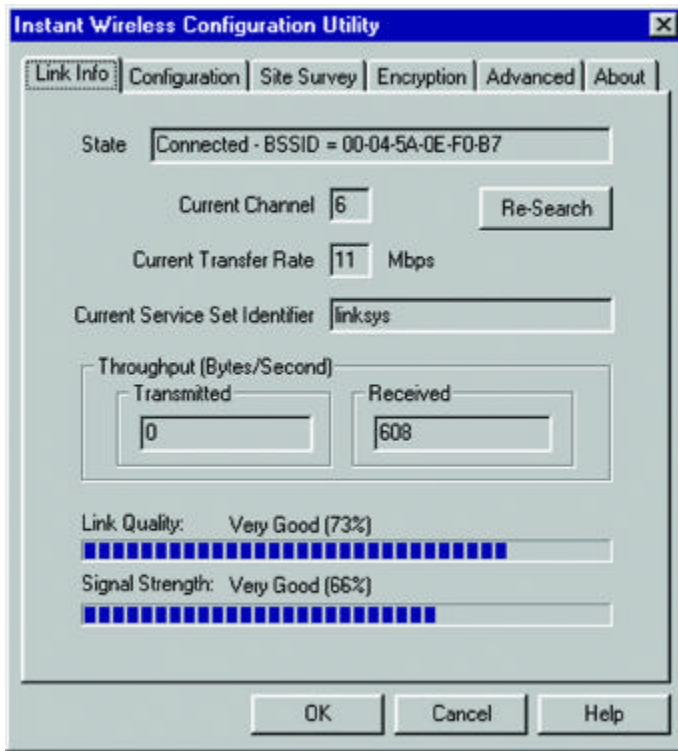 Instant Wireless Configuration Utility
Link Info Configuration Site Survey Encryption Advanced About
State Connected - BSSID = 00-04-5A-0E-F0-B7
Current Channel 6 Re-Search
Current Transfer Rate 11 Mbps
Current Service Set Identifier linksys
Throughput (Bytes/Second)
Transmitted Received
0 608
Link Quality: Very Good (73%)
Signal Strength: Very Good (66%)
OK Cancel Help